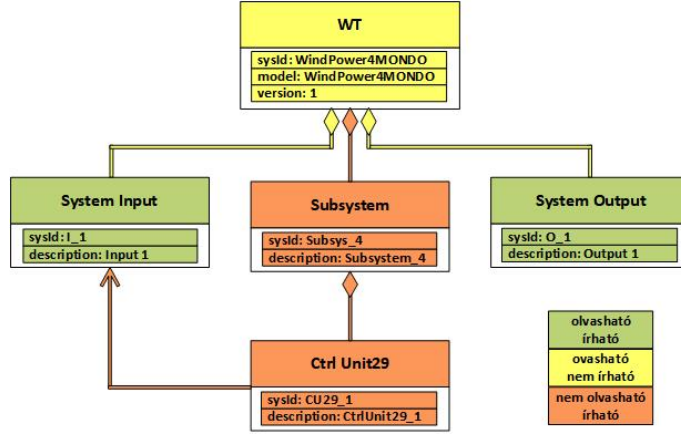 WT
sysId: WindPower4MONDO
model: WindPower4MONDO
version: 1
System Input
sysId: I_1
description: Input 1
Subsystem
sysId: Subsys_4
description: Subsystem_4
System Output
sysId: O_1
description: Output 1
Ctrl Unit29
sysId: CU29_1
description: CtrlUnit29_1
olvasható
írható
ovasható
nem írható
nem olvasható
írható